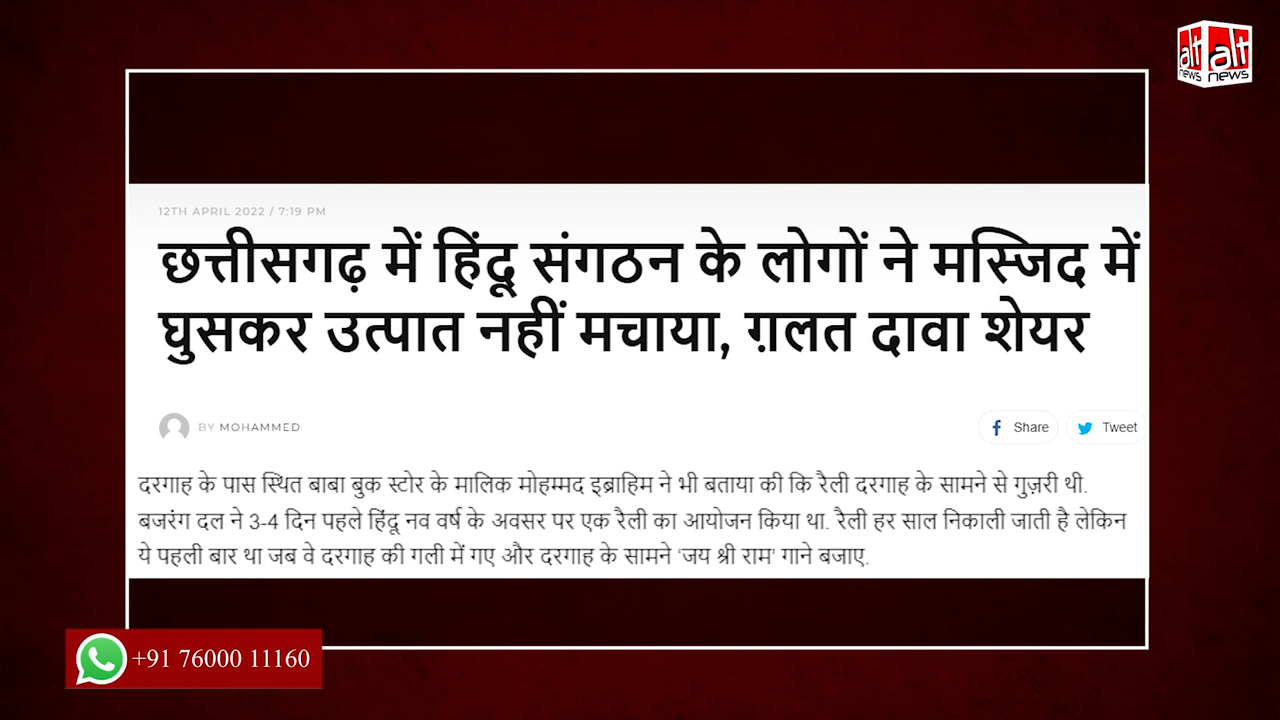 alt news
alt news
12TH APRIL 2022 / 7:19 PM
छत्तीसगढ़ में हिंदू संगठन के लोगों ने मस्जिद में
घुसकर उत्पात नहीं मचाया, ग़लत दावा शेयर
BY MOHAMMED
Share
Tweet
दरगाह के पास स्थित बाबा बुक स्टोर के मालिक मोहम्मद इब्राहिम ने भी बताया की कि रैली दरगाह के सामने से गुज़री थी.
बजरंग दल ने 3-4 दिन पहले हिंदू नव वर्ष के अवसर पर एक रैली का आयोजन किया था. रैली हर साल निकाली जाती है लेकिन
ये पहली बार था जब वे दरगाह की गली में गए और दरगाह के सामने ‘जय श्री राम’ गाने बजाए.
+91 76000 11160